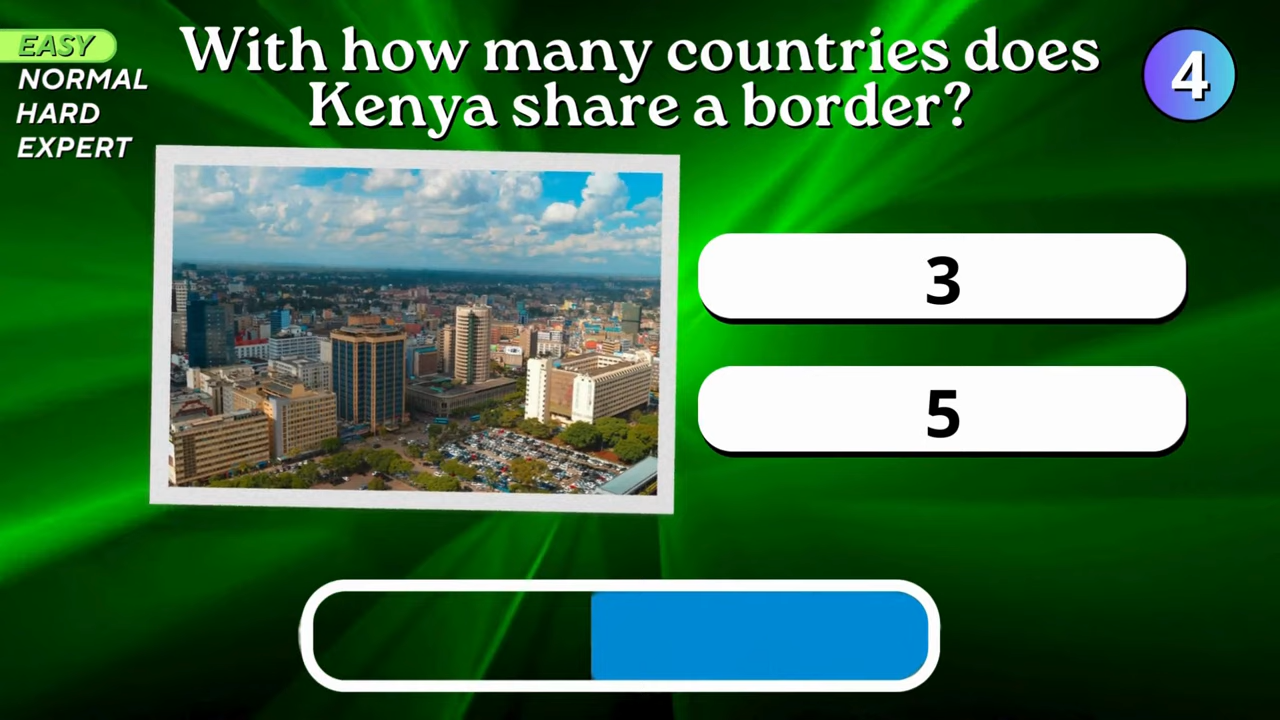 EASY
NORMAL
HARD
EXPERT
With how many countries does
Kenya share a border?
4
3
5